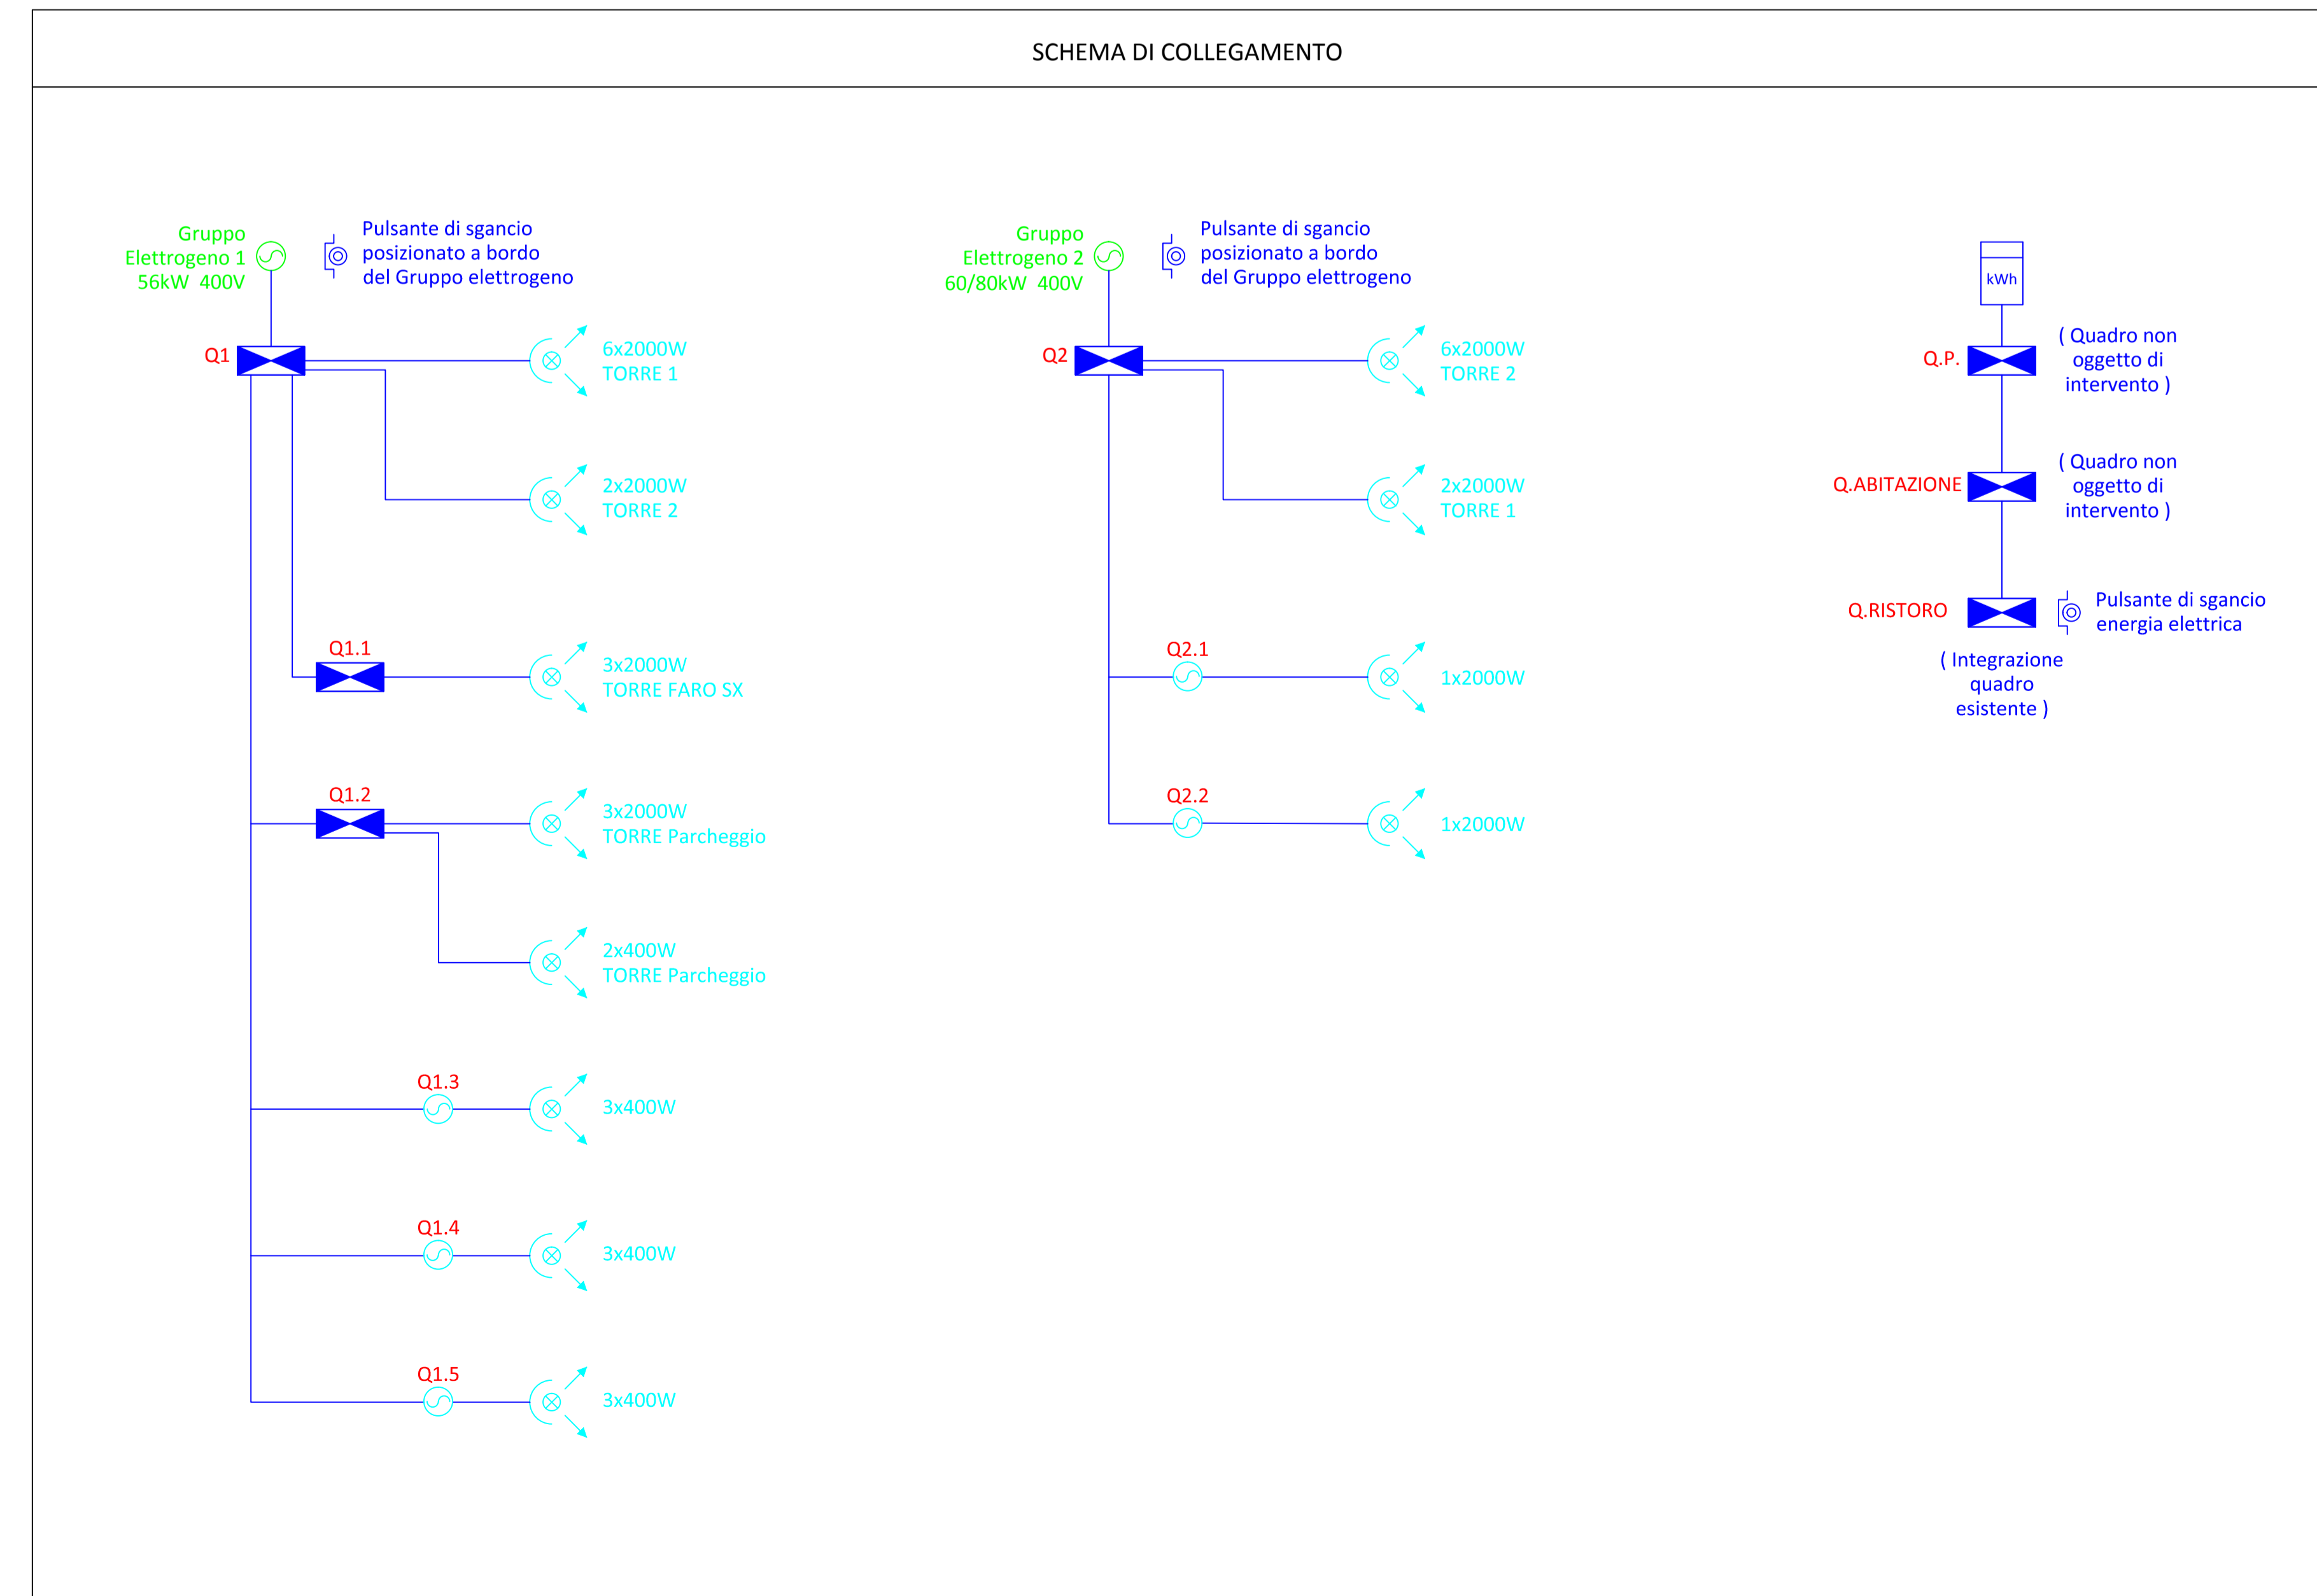 SCHEMA DI COLLEGAMENTO
Gruppo
Elettrogeno 1
56kW 400V
Pulsante di sgancio
posizionato a bordo
del Gruppo elettrogeno
Q1
6x2000W
TORRE 1
2x2000W
TORRE 2
Q1.1
3x2000W
TORRE FARO SX
Q1.2
3x2000W
TORRE Parcheggio
2x400W
TORRE Parcheggio
Q1.3
3x400W
Q1.4
3x400W
Q1.5
3x400W
Gruppo
Elettrogeno 2
60/80kW 400V
Pulsante di sgancio
posizionato a bordo
del Gruppo elettrogeno
Q2
6x2000W
TORRE 2
2x2000W
TORRE 1
Q2.1
1x2000W
Q2.2
1x2000W
kWh
Q.P.
( Quadro non
oggetto di
intervento )
Q.ABITAZIONE
( Quadro non
oggetto di
intervento )
Q.RISTORO
Pulsante di sgancio
energia elettrica
( Integrazione
quadro
esistente )